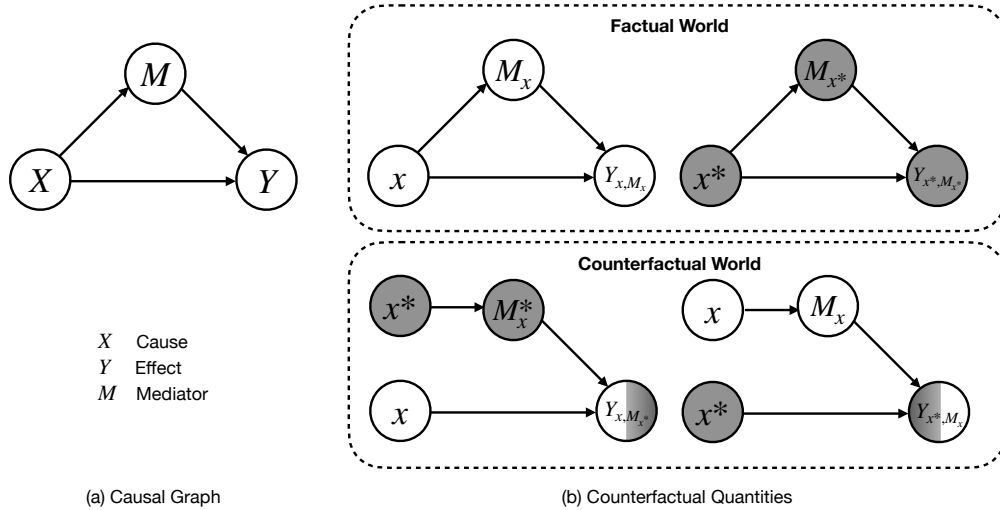 Factual World
M
M_x
M_{x*}
X
Y
x
Y_{x,M_x}
x*
Y_{x*,M_{x*}}
Counterfactual World
x*
M_x^*
x
M_x
X Cause
Y Effect
M Mediator
x
Y_{x,M_{x*}}
x*
Y_{x*,M_x}
(a) Causal Graph
(b) Counterfactual Quantities